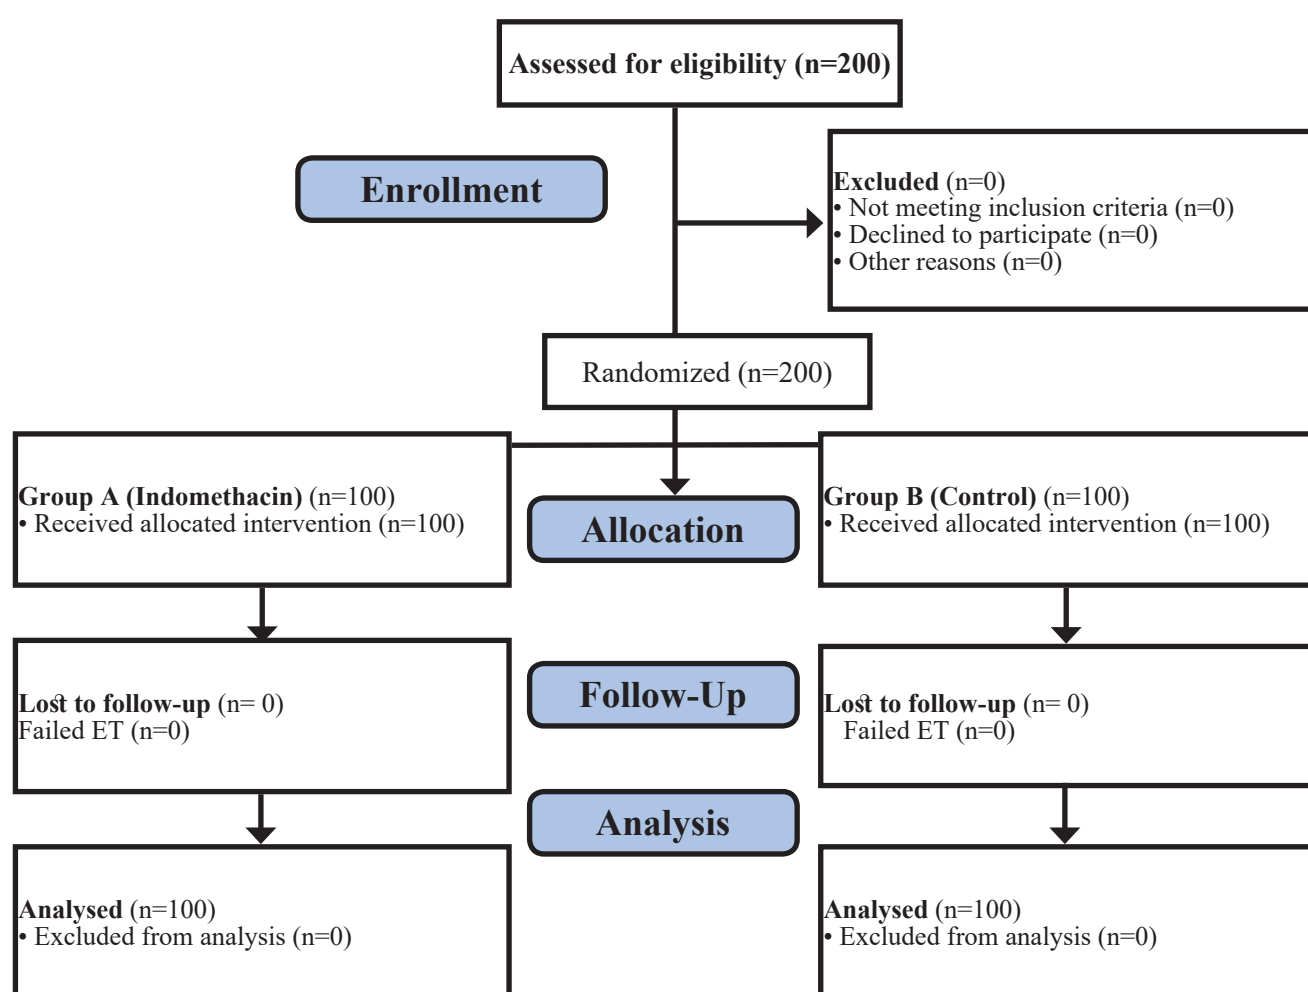 Assessed for eligibility (n=200)
Enrollment
Excluded (n=0)
• Not meeting inclusion criteria (n=0)
• Declined to participate (n=0)
• Other reasons (n=0)
Randomized (n=200)
Group A (Indomethacin) (n=100)
• Received allocated intervention (n=100)
Allocation
Group B (Control) (n=100)
• Received allocated intervention (n=100)
Lost to follow-up (n= 0)
Failed ET (n=0)
Follow-Up
Lost to follow-up (n= 0)
Failed ET (n=0)
Analysis
Analysed (n=100)
• Excluded from analysis (n=0)
Analysed (n=100)
• Excluded from analysis (n=0)